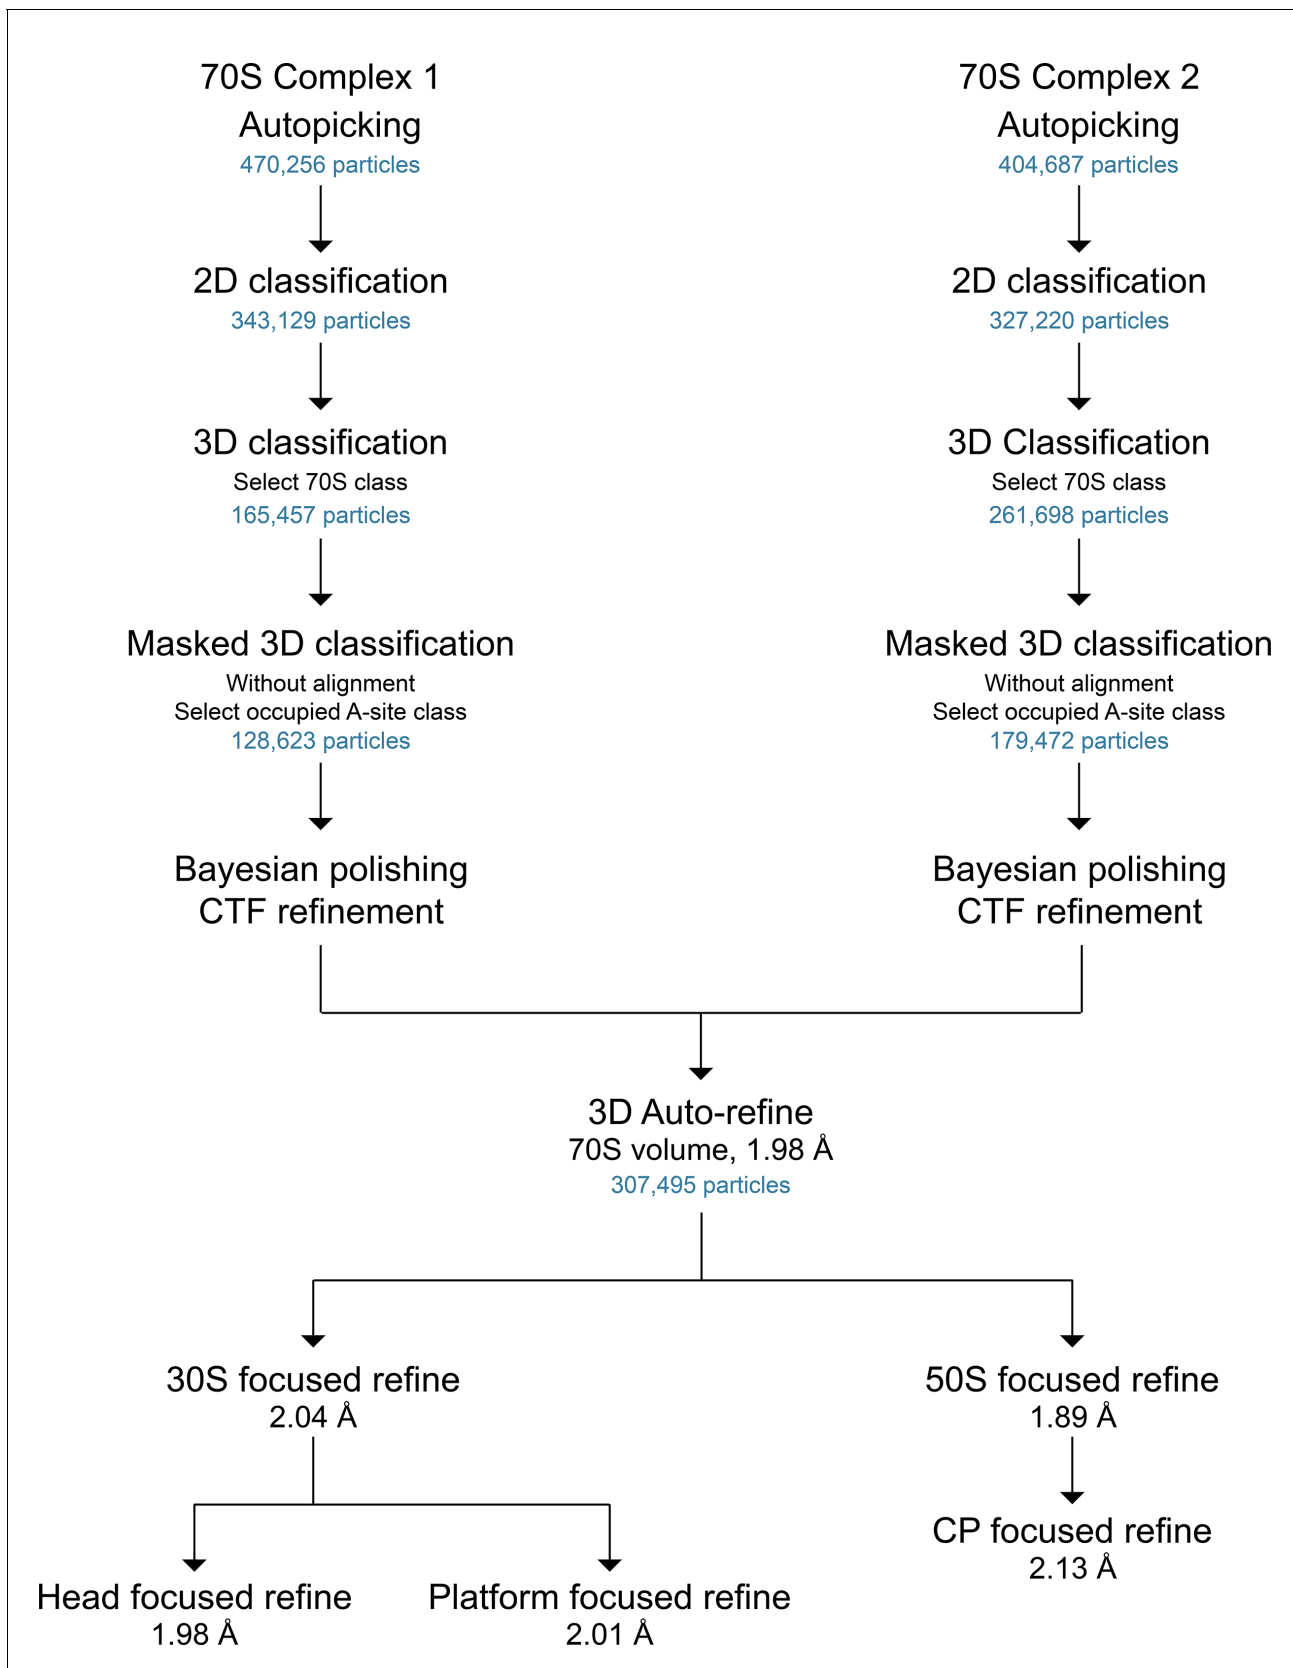 70S Complex 1
Autopicking
470,256 particles
2D classification
343,129 particles
3D classification
Select 70S class
165,457 particles
Masked 3D classification
Without alignment
Select occupied A-site class
128,623 particles
Bayesian polishing
CTF refinement
70S Complex 2
Autopicking
404,687 particles
2D classification
327,220 particles
3D Classification
Select 70S class
261,698 particles
Masked 3D classification
Without alignment
Select occupied A-site class
179,472 particles
Bayesian polishing
CTF refinement
3D Auto-refine
70S volume, 1.98 Å
307,495 particles
30S focused refine
2.04 Å
Head focused refine
1.98 Å
Platform focused refine
2.01 Å
50S focused refine
1.89 Å
CP focused refine
2.13 Å